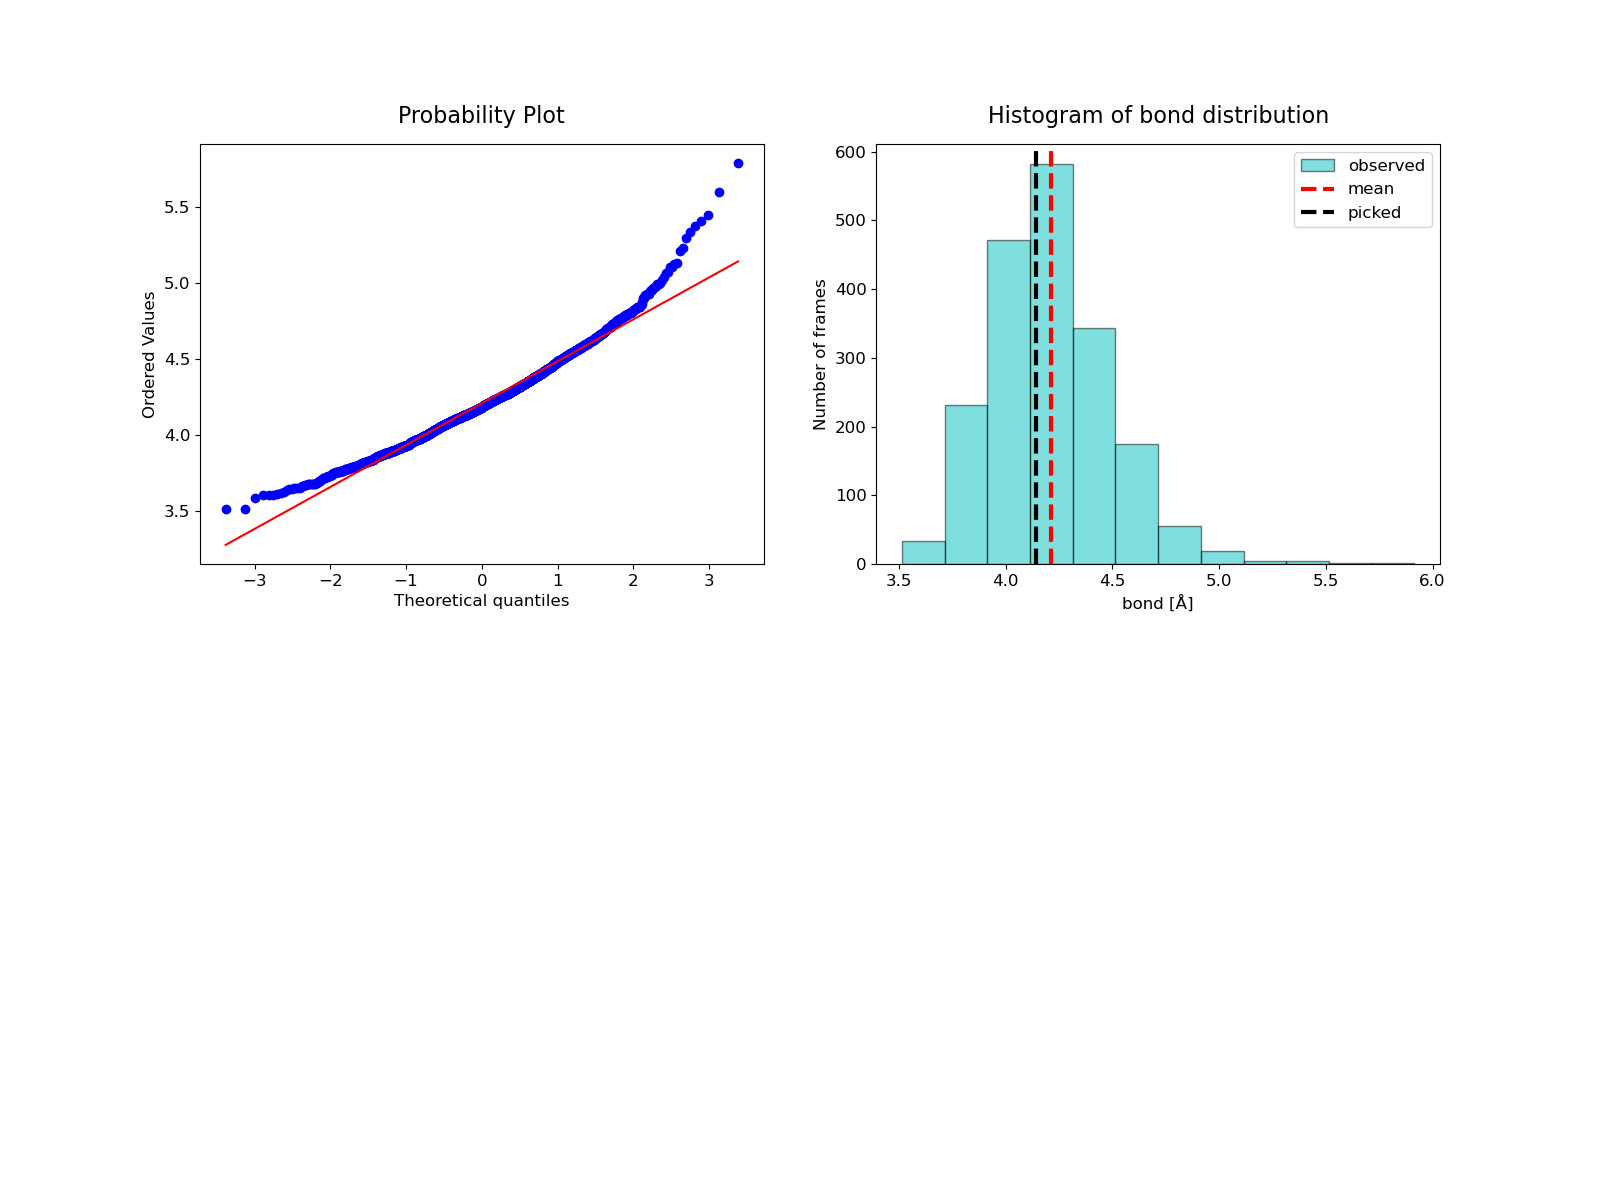 Probability Plot
Ordered Values
5.5
5.0
4.5
4.0
3.5
−3 −2 −1 0 1 2 3
Theoretical quantiles
Histogram of bond distribution
Number of frames
600
500
400
300
200
100
0
3.5 4.0 4.5 5.0 5.5 6.0
bond [Å]
observed
mean
picked